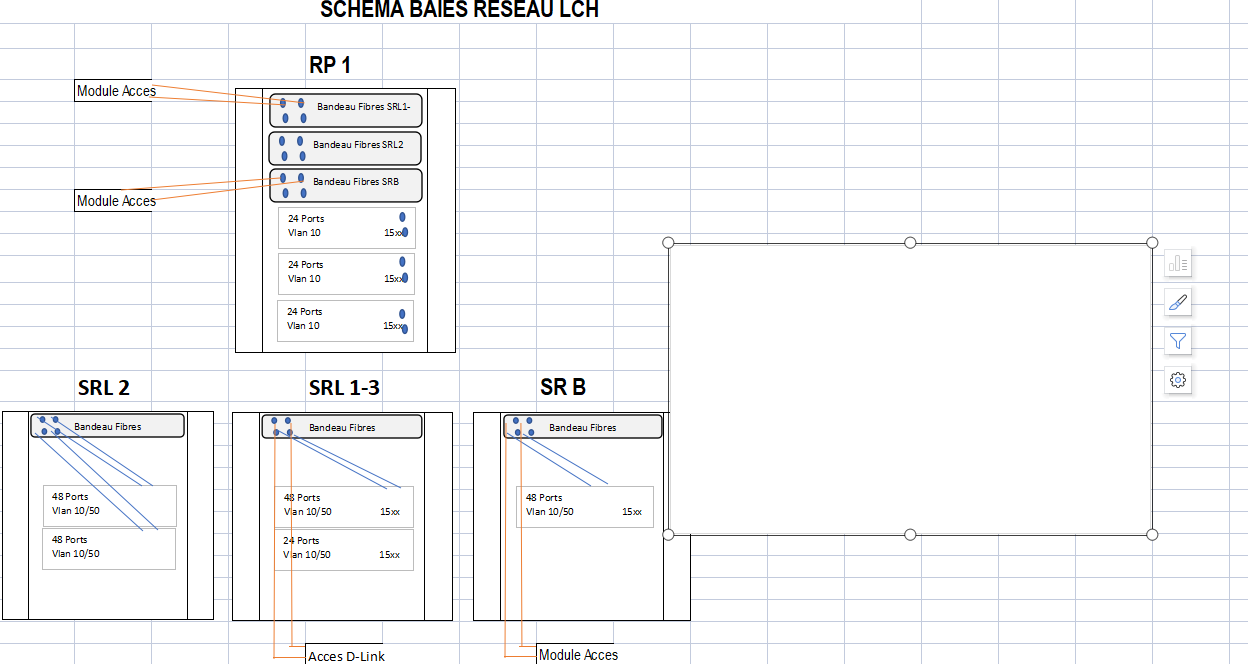 SCHEMA BAIES RESEAU LCH
RP 1
Module Acces
Bandeau Fibres SRL1-
Bandeau Fibres SRL2
Bandeau Fibres SRB
Module Acces
24 Ports
Vlan 10 15xx
24 Ports
Vlan 10 15xx
24 Ports
Vlan 10 15xx
SRL 2
Bandeau Fibres
48 Ports
Vlan 10/50
48 Ports
Vlan 10/50
SRL 1-3
Bandeau Fibres
48 Ports
Vlan 10/50 15xx
24 Ports
Vlan 10/50 15xx
Acces D-Link
SR B
Bandeau Fibres
48 Ports
Vlan 10/50 15xx
Module Acces